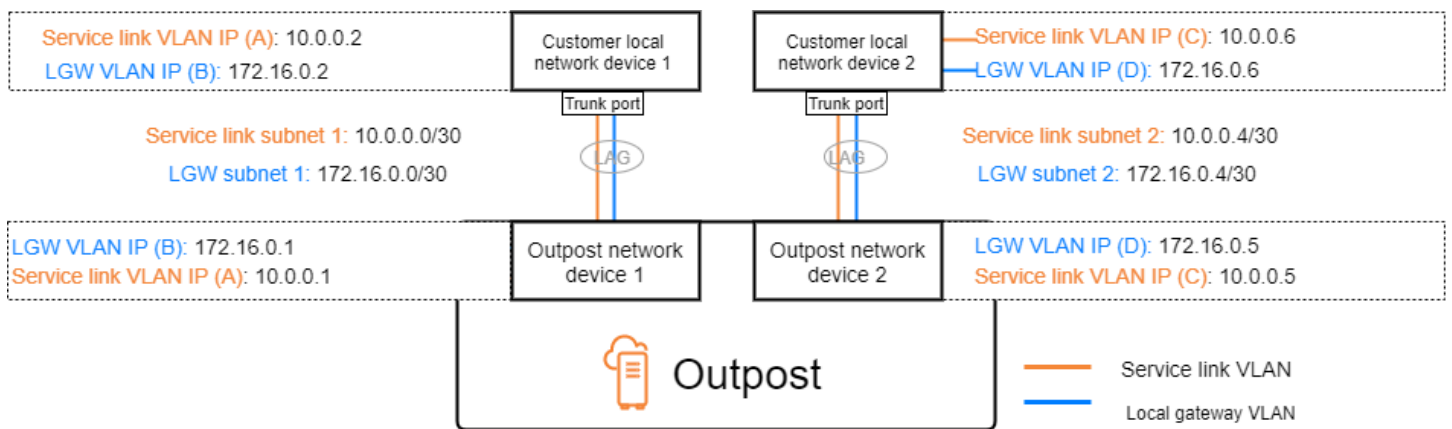 Service link VLAN IP (A): 10.0.0.2
LGW VLAN IP (B): 172.16.0.2
Customer local
network device 1
Customer local
network device 2
Service link VLAN IP (C): 10.0.0.6
LGW VLAN IP (D): 172.16.0.6
Trunk port
Trunk port
Service link subnet 1: 10.0.0.0/30
LGW subnet 1: 172.16.0.0/30
LAG
LAG
Service link subnet 2: 10.0.0.4/30
LGW subnet 2: 172.16.0.4/30
LGW VLAN IP (B): 172.16.0.1
Service link VLAN IP (A): 10.0.0.1
Outpost network
device 1
Outpost network
device 2
LGW VLAN IP (D): 172.16.0.5
Service link VLAN IP (C): 10.0.0.5
Outpost
Service link VLAN
Local gateway VLAN